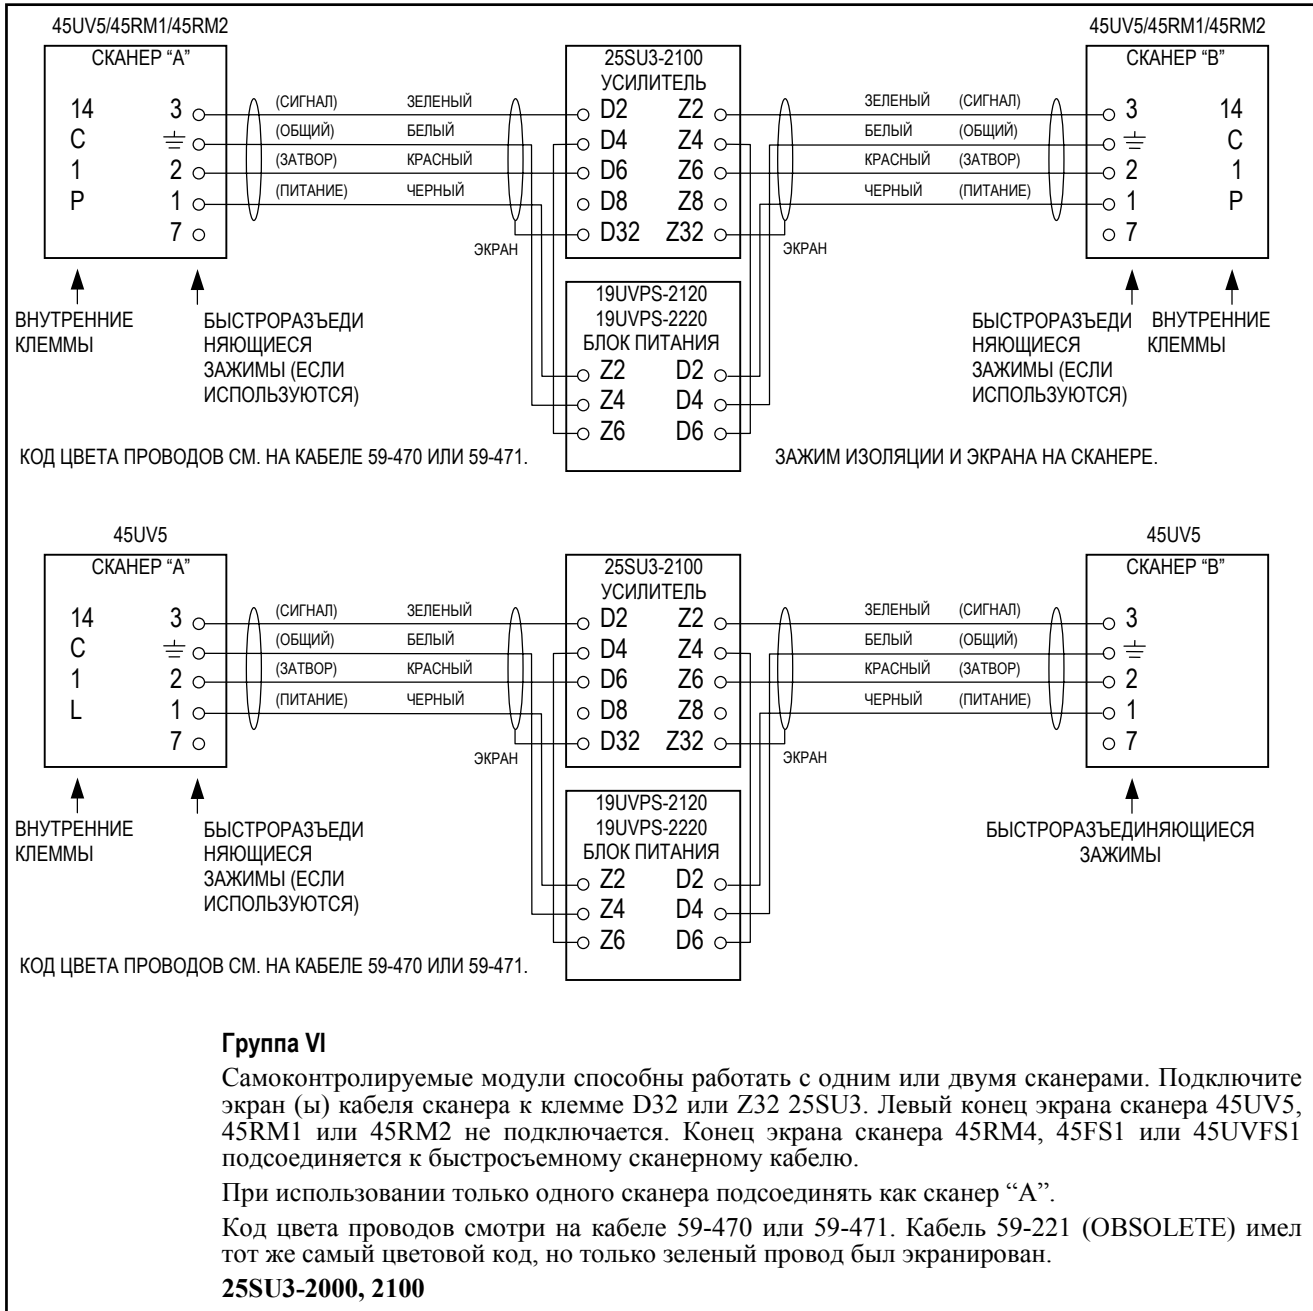 45UV5/45RM1/45RM2
45UV5/45RM1/45RM2
СКАНЕР “А”
25SU3-2100
УСИЛИТЕЛЬ
СКАНЕР “В”
14 3 (СИГНАЛ) ЗЕЛЕНЫЙ D2 Z2 ЗЕЛЕНЫЙ (СИГНАЛ) 3 14
C (ОБЩИЙ) БЕЛЫЙ D4 Z4 БЕЛЫЙ (ОБЩИЙ) C
1 2 (ЗАТВОР) КРАСНЫЙ D6 Z6 КРАСНЫЙ (ЗАТВОР) 2 1
P 1 (ПИТАНИЕ) ЧЕРНЫЙ D8 Z8 ЧЕРНЫЙ (ПИТАНИЕ) 1 P
7 ЭКРАН D32 Z32 ЭКРАН 7
ВНУТРЕННИЕ
КЛЕММЫ
БЫСТРОРАЗЪЕДИ
НЯЮЩИЕСЯ
ЗАЖИМЫ (ЕСЛИ
ИСПОЛЬЗУЮТСЯ)
19UVPS-2120
19UVPS-2220
БЛОК ПИТАНИЯ
Z2 D2
Z4 D4
Z6 D6
БЫСТРОРАЗЪЕДИ
НЯЮЩИЕСЯ
ЗАЖИМЫ (ЕСЛИ
ИСПОЛЬЗУЮТСЯ)
ВНУТРЕННИЕ
КЛЕММЫ
КОД ЦВЕТА ПРОВОДОВ СМ. НА КАБЕЛЕ 59-470 ИЛИ 59-471.
ЗАЖИМ ИЗОЛЯЦИИ И ЭКРАНА НА СКАНЕРЕ.
45UV5
45UV5
СКАНЕР “А”
25SU3-2100
УСИЛИТЕЛЬ
СКАНЕР “В”
14 3 (СИГНАЛ) ЗЕЛЕНЫЙ D2 Z2 ЗЕЛЕНЫЙ (СИГНАЛ) 3
C (ОБЩИЙ) БЕЛЫЙ D4 Z4 БЕЛЫЙ (ОБЩИЙ)
1 2 (ЗАТВОР) КРАСНЫЙ D6 Z6 КРАСНЫЙ (ЗАТВОР) 2
L 1 (ПИТАНИЕ) ЧЕРНЫЙ D8 Z8 ЧЕРНЫЙ (ПИТАНИЕ) 1
7 ЭКРАН D32 Z32 ЭКРАН 7
ВНУТРЕННИЕ
КЛЕММЫ
БЫСТРОРАЗЪЕДИ
НЯЮЩИЕСЯ
ЗАЖИМЫ (ЕСЛИ
ИСПОЛЬЗУЮТСЯ)
19UVPS-2120
19UVPS-2220
БЛОК ПИТАНИЯ
Z2 D2
Z4 D4
Z6 D6
БЫСТРОРАЗЪЕДИНЯЮЩИЕСЯ
ЗАЖИМЫ
КОД ЦВЕТА ПРОВОДОВ СМ. НА КАБЕЛЕ 59-470 ИЛИ 59-471.
Группа VI
Самоконтролируемые модули способны работать с одним или двумя сканерами. Подключите
экран (ы) кабеля сканера к клемме D32 или Z32 25SU3. Левый конец экрана сканера 45UV5,
45RM1 или 45RM2 не подключается. Конец экрана сканера 45RM4, 45FS1 или 45UVFS1
подсоединяется к быстросъемному сканерному кабелю.
При использовании только одного сканера подсоединять как сканер “А”.
Код цвета проводов смотри на кабеле 59-470 или 59-471. Кабель 59-221 (OBSOLETE) имел
тот же самый цветовой код, но только зеленый провод был экранирован.
25SU3-2000, 2100